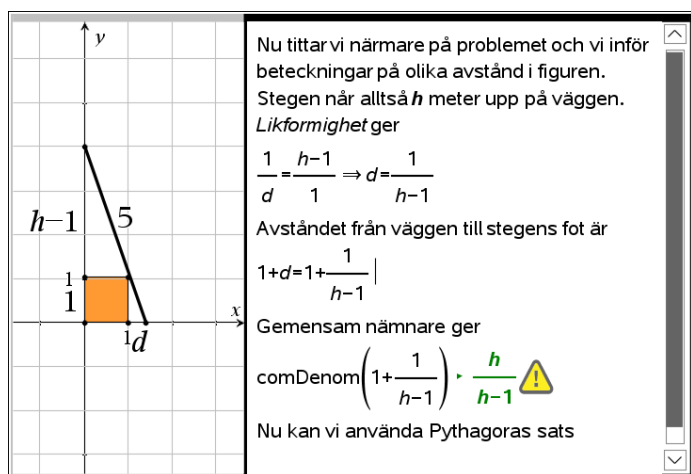 y
h−1
5
1
1
x
1
d
Nu tittar vi närmare på problemet och vi inför
beteckningar på olika avstånd i figuren.
Stegen når alltså h meter upp på väggen.
Likformighet ger
1/d=(h−1)/1 ⇒ d=1/(h−1)
Avståndet från väggen till stegens fot är
1+d=1+1/(h−1)
Gemensam nämnare ger
comDenom(1+1/(h−1)) ▸ h/(h−1)
Nu kan vi använda Pythagoras sats